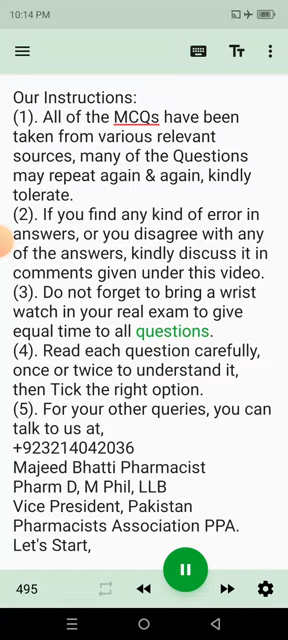 10:14 PM
Our Instructions:
(1). All of the MCQs have been
taken from various relevant
sources, many of the Questions
may repeat again & again, kindly
tolerate.
(2). If you find any kind of error in
answers, or you disagree with any
of the answers, kindly discuss it in
comments given under this video.
(3). Do not forget to bring a wrist
watch in your real exam to give
equal time to all questions.
(4). Read each question carefully,
once or twice to understand it,
then Tick the right option.
(5). For your other queries, you can
talk to us at,
+923214042036
Majeed Bhatti Pharmacist
Pharm D, M Phil, LLB
Vice President, Pakistan
Pharmacists Association PPA.
Let's Start,
495